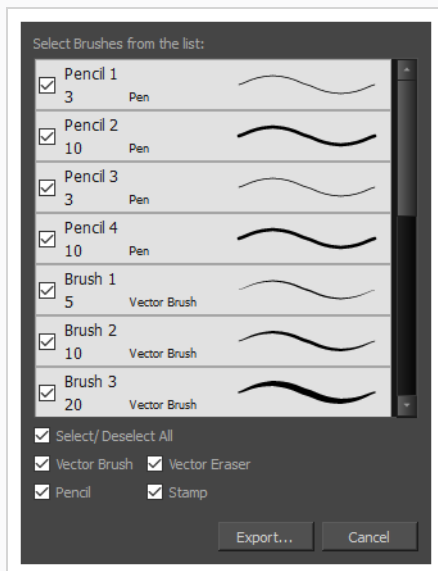 Select Brushes from the list:
Pencil 1
3 Pen
Pencil 2
10 Pen
Pencil 3
3 Pen
Pencil 4
10 Pen
Brush 1
5 Vector Brush
Brush 2
10 Vector Brush
Brush 3
20 Vector Brush
Select/ Deselect All
Vector Brush Vector Eraser
Pencil Stamp
Export... Cancel